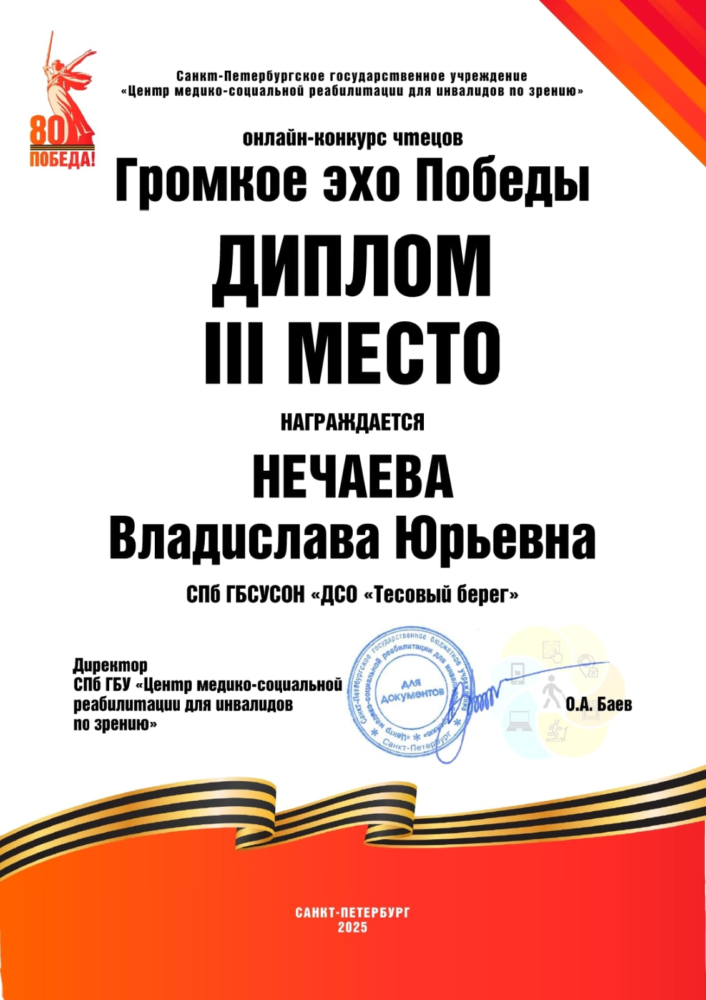 Санкт-Петербургское государственное учреждение
«Центр медико-социальной реабилитации для инвалидов по зрению»
80
ПОБЕДА!
онлайн-конкурс чтецов
Громкое эхо Победы
ДИПЛОМ
III МЕСТО
НАГРАЖДАЕТСЯ
НЕЧАЕВА
Владислава Юрьевна
СПб ГБСУСОН «ДСО «Тесовый берег»
Директор
СПб ГБУ «Центр медико-социальной
реабилитации для инвалидов
по зрению»
Санкт-Петербургское государственное бюджетное учреждение
«Центр медико-социальной реабилитации для инвалидов по зрению»
Санкт-Петербург
для
документов
О.А. Баев
САНКТ-ПЕТЕРБУРГ
2025